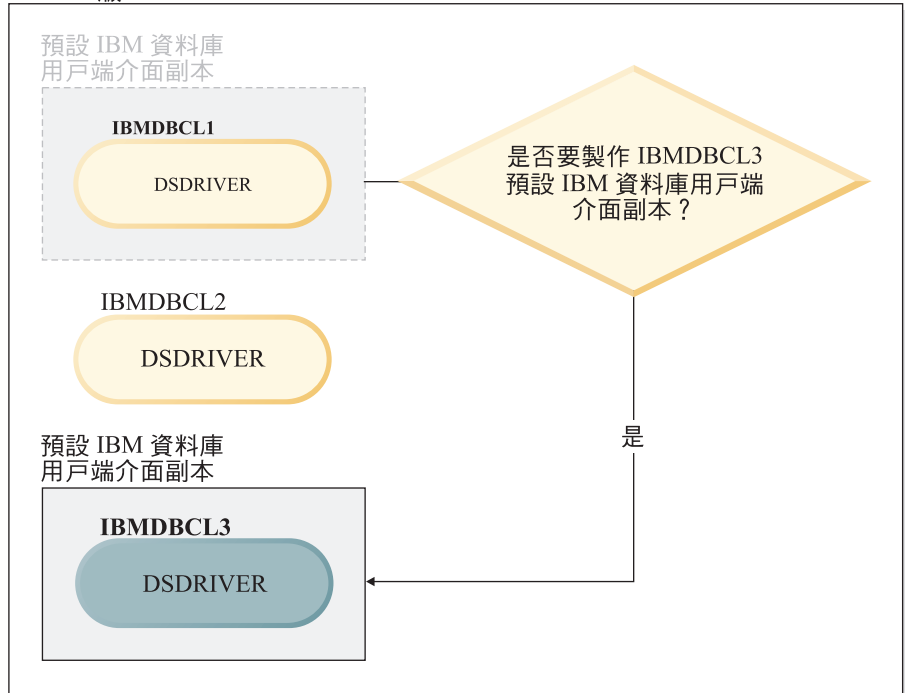 預設 IBM 資料庫
用戶端介面副本
IBMDBCL1
DSDRIVER
是否要製作 IBMDBCL3
預設 IBM 資料庫用戶端
介面副本？
IBMDBCL2
DSDRIVER
是
預設 IBM 資料庫
用戶端介面副本
IBMDBCL3
DSDRIVER